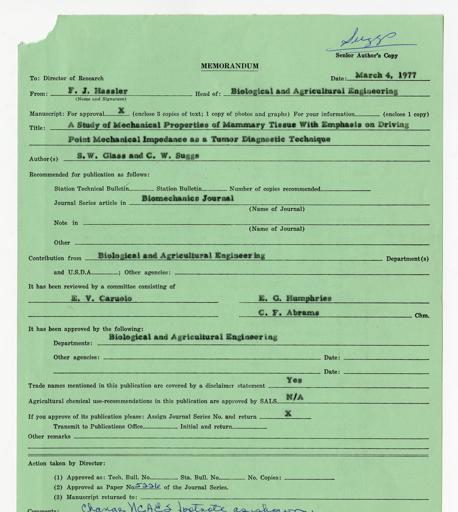 Suggs
Senior Author's Copy
MEMORANDUM
To: Director of Research Date: March 4, 1977
From: F. J. Hassler Head of: Biological and Agricultural Engineering
(Name and Signature)
Manuscript: For approval X (enclose 5 copies of text; 1 copy of photos and graphs) For your information (enclose 1 copy)
Title: A Study of Mechanical Properties of Mammary Tissue With Emphasis on Driving
Point Mechanical Impedance as a Tumor Diagnostic Technique
Author(s) S.W. Glass and C. W. Suggs
Recommended for publication as follows:
Station Technical Bulletin Station Bulletin Number of copies recommended
Journal Series article in Biomechanics Journal
(Name of Journal)
Note in
(Name of Journal)
Other
Contribution from Biological and Agricultural Engineering Department(s)
and U.S.D.A. ; Other agencies:
It has been reviewed by a committee consisting of
E. V. Caruolo E. G. Humphries
C. F. Abrams Chm.
It has been approved by the following:
Departments: Biological and Agricultural Engineering
Other agencies: Date:
Date:
Trade names mentioned in this publication are covered by a disclaimer statement Yes
Agricultural chemical use-recommendations in this publication are approved by SALS. N/A
If you approve of its publication please: Assign Journal Series No. and return X
Transmit to Publications Office Initial and return
Other remarks
Action taken by Director:
(1) Approved as: Tech. Bull. No. Sta. Bull. No. No. Copies:
(2) Approved as Paper No. of the Journal Series.
(3) Manuscript returned to:
Comments: Change NCAES footnote as shown